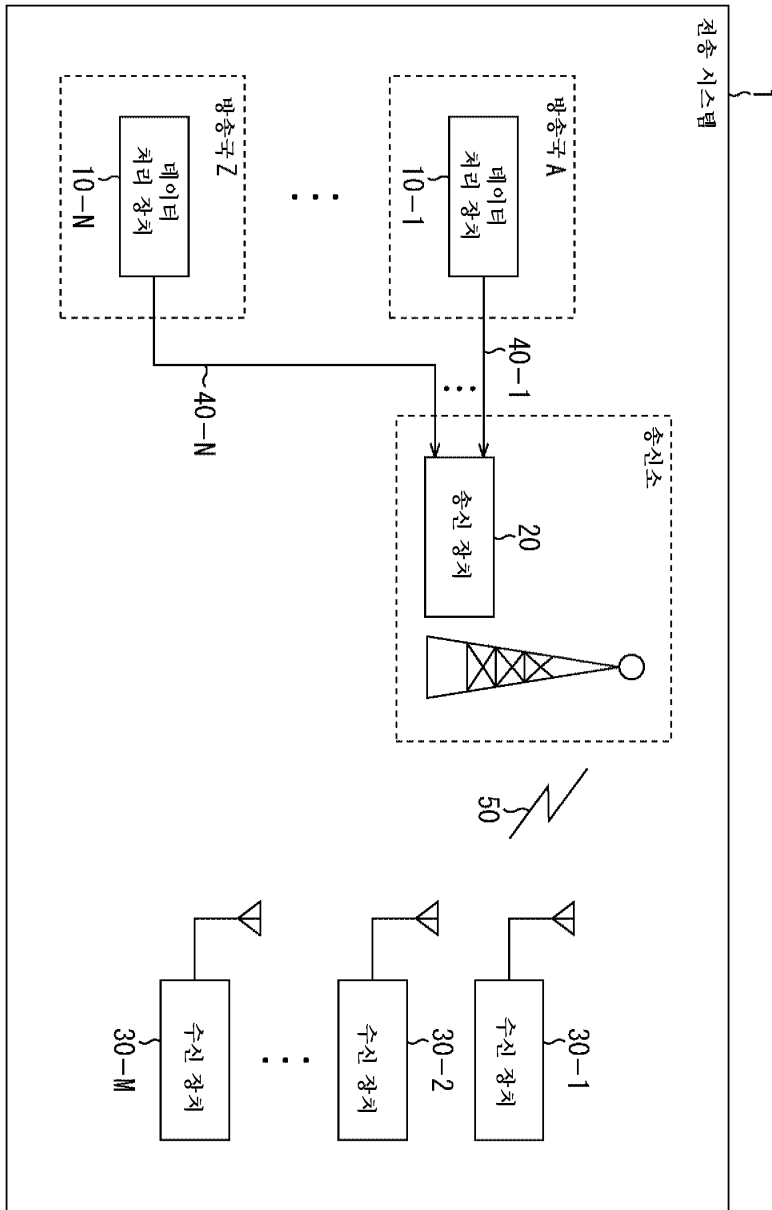 전송 시스템
1
방송국 A
데이터
처리 장치
10-1
40-1
방송국 Z
데이터
처리 장치
10-N
40-N
송신소
송신 장치
20
50
수신 장치
30-1
수신 장치
30-2
수신 장치
30-M